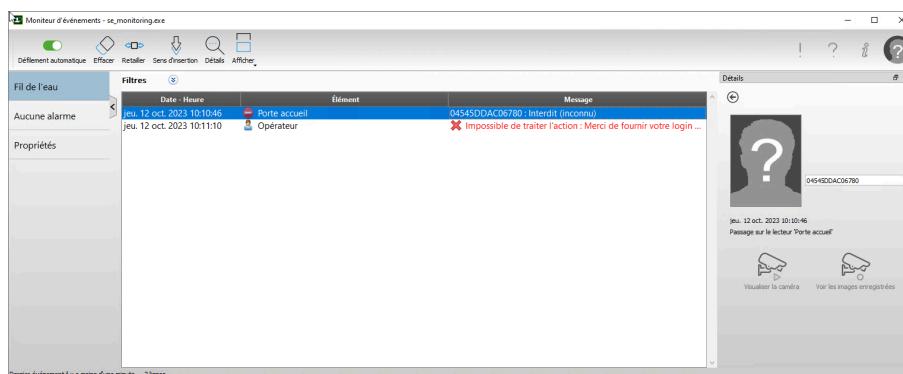 Moniteur d'événements - se_monitoring.exe
Défilement automatique Effacer Retailler Sens d'insertion Détails Afficher
Fil de l'eau
Aucune alarme
Propriétés
Filtres
Date - Heure Élément Message
jeu. 12 oct. 2023 10:10:46 Porte accueil 04545DDAC06780 : Interdit (inconnu)
jeu. 12 oct. 2023 10:11:10 Opérateur Impossible de traiter l'action : Merci de fournir votre login ...
Détails
04545DDAC06780
jeu. 12 oct. 2023 10:10:46
Passage sur le lecteur 'Porte accueil'
Visualiser la caméra Voir les images enregistrées